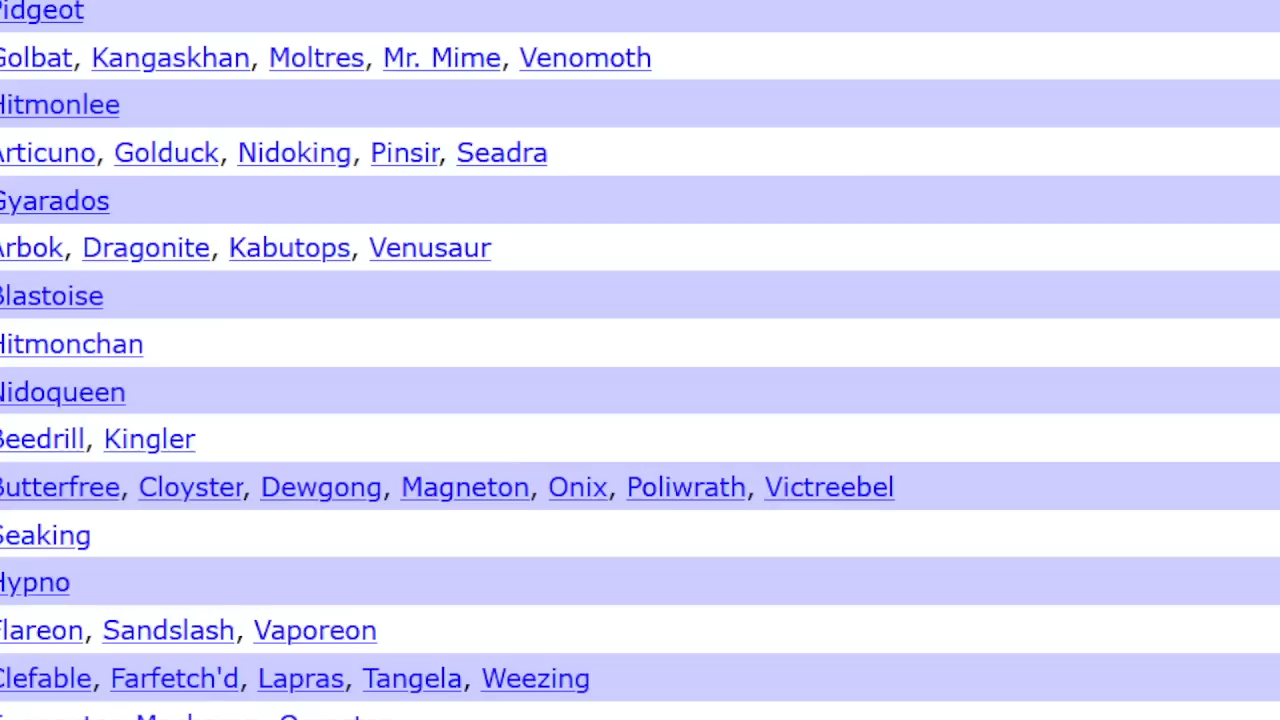 Pidgeot
Golbat, Kangaskhan, Moltres, Mr. Mime, Venomoth
Hitmonlee
Articuno, Golduck, Nidoking, Pinsir, Seadra
Gyarados
Arbok, Dragonite, Kabutops, Venusaur
Blastoise
Hitmonchan
Nidoqueen
Beedrill, Kingler
Butterfree, Cloyster, Dewgong, Magneton, Onix, Poliwrath, Victreebel
Seaking
Hypno
Flareon, Sandslash, Vaporeon
Clefable, Farfetch'd, Lapras, Tangela, Weezing